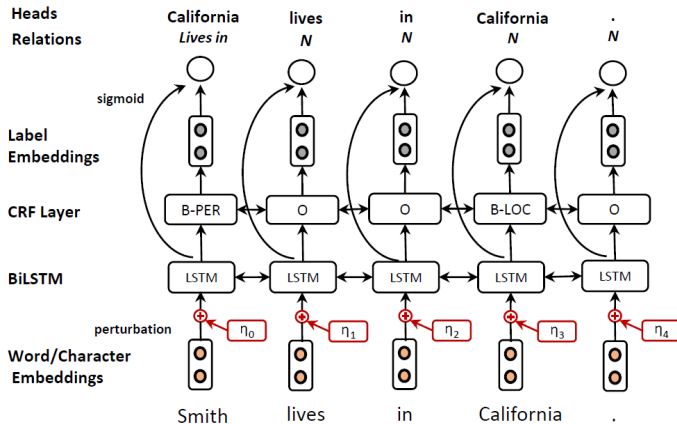 Heads California lives in California .
Relations Lives in N N N N
sigmoid
Label
Embeddings
CRF Layer B-PER O O B-LOC O
BiLSTM LSTM LSTM LSTM LSTM LSTM
perturbation η0 η1 η2 η3 η4
Word/Character
Embeddings
Smith lives in California .